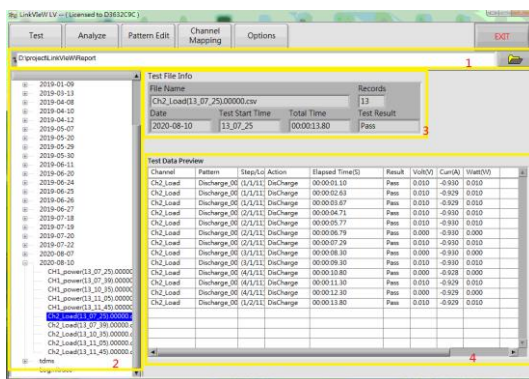 LinkVIeW LV -- ( Licensed to D3632C9C )
Test
Analyze
Pattern Edit
Channel
Mapping
Options
EXIT
D:\project\LinkVIeW\Report
1
2019-01-09
2019-03-13
2019-04-08
2019-04-10
2019-04-12
2019-05-07
2019-05-20
2019-05-29
2019-05-30
2019-06-11
2019-06-20
2019-06-24
2019-06-25
2019-06-26
2019-06-27
2019-07-18
2019-07-19
2019-07-20
2019-07-22
2020-08-07
2020-08-10
CH1_power(13_07_25).00000
CH1_power(13_07_39).00000
CH1_power(13_10_35).00000
CH1_power(13_11_05).00000
CH1_power(13_11_45).00000
Ch2_Load(13_07_25).00000.c
Ch2_Load(13_07_39).00000.c
Ch2_Load(13_10_35).00000.c
Ch2_Load(13_11_05).00000.c
Ch2_Load(13_11_45).00000.c
tdms
2
Test File Info
File Name Records
Ch2_Load(13_07_25).00000.csv 13
Date Test Start Time Total Time Test Result
2020-08-10 13_07_25 00:00:13.80 Pass
3
Test Data Preview
Channel Pattern Step/Lo Action Elapsed Time(S) Result Volt(V) Curr(A) Watt(W)
Ch2_Load Discharge_00 (1/1/11) DisCharge 00:00:01.10 Pass 0.010 -0.930 0.010
Ch2_Load Discharge_00 (1/2/11) DisCharge 00:00:02.63 Pass 0.010 -0.929 0.010
Ch2_Load Discharge_00 (1/1/11) DisCharge 00:00:03.67 Pass 0.010 -0.929 0.010
Ch2_Load Discharge_00 (2/1/11) DisCharge 00:00:04.71 Pass 0.010 -0.930 0.010
Ch2_Load Discharge_00 (2/1/11) DisCharge 00:00:05.77 Pass 0.010 -0.930 0.010
Ch2_Load Discharge_00 (2/1/11) DisCharge 00:00:06.79 Pass 0.000 -0.930 0.000
Ch2_Load Discharge_00 (3/1/11) DisCharge 00:00:07.29 Pass 0.010 -0.930 0.010
Ch2_Load Discharge_00 (3/1/11) DisCharge 00:00:08.30 Pass 0.000 -0.930 0.000
Ch2_Load Discharge_00 (3/1/11) DisCharge 00:00:09.30 Pass 0.010 -0.930 0.010
Ch2_Load Discharge_00 (4/1/11) DisCharge 00:00:10.80 Pass 0.000 -0.928 0.000
Ch2_Load Discharge_00 (4/1/11) DisCharge 00:00:11.30 Pass 0.000 -0.930 0.000
Ch2_Load Discharge_00 (4/2/11) DisCharge 00:00:12.30 Pass 0.000 -0.929 0.000
Ch2_Load Discharge_00 DisCharge 00:00:13.80 Pass 0.010 -0.929 0.010
4